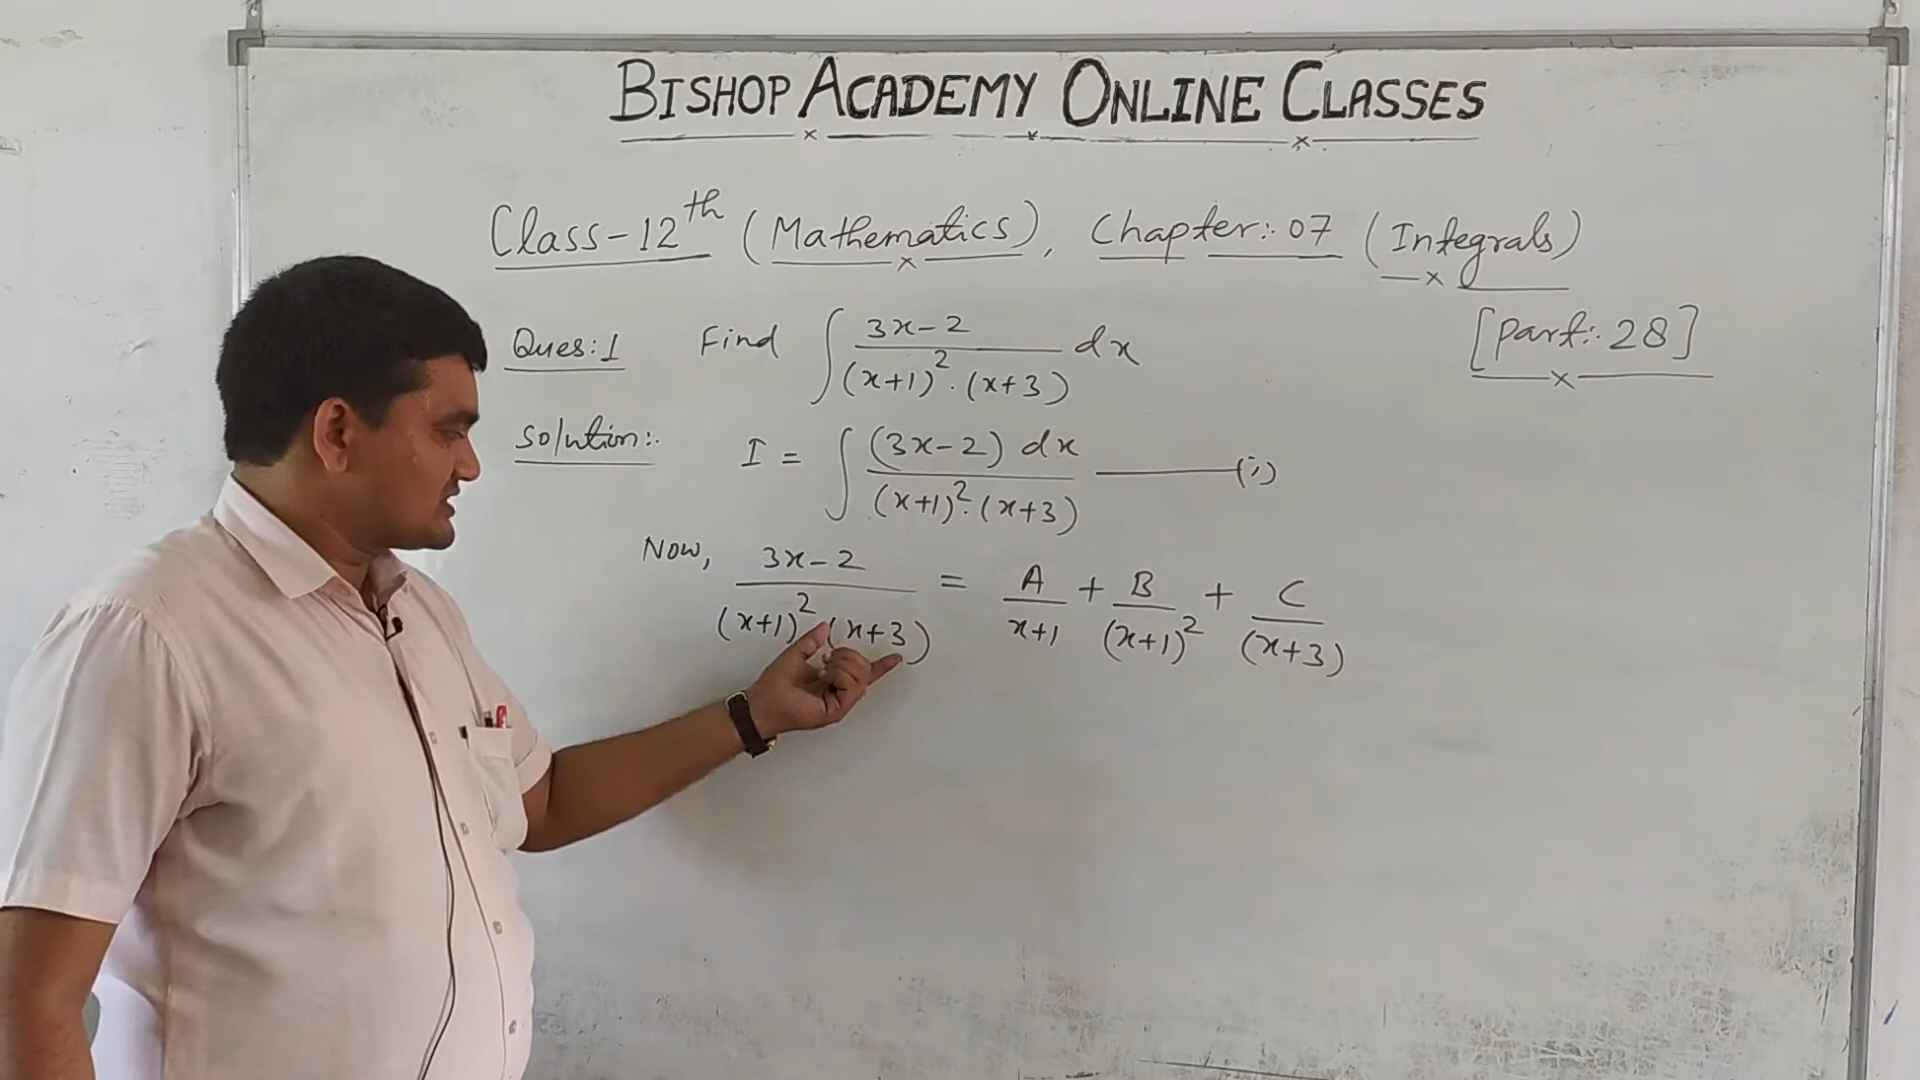 BISHOP ACADEMY ONLINE CLASSES
Class-12th (Mathematics), Chapter:. 07 (Integrals)
[Part:. 28]
Ques:1 Find ∫ (3x-2)/((x+1)².(x+3)) dx
Solution:. I = ∫ ((3x-2) dx)/((x+1)².(x+3)) ——— (i)
Now, (3x-2)/((x+1)²(x+3)) = A/(x+1) + B/(x+1)² + C/(x+3)